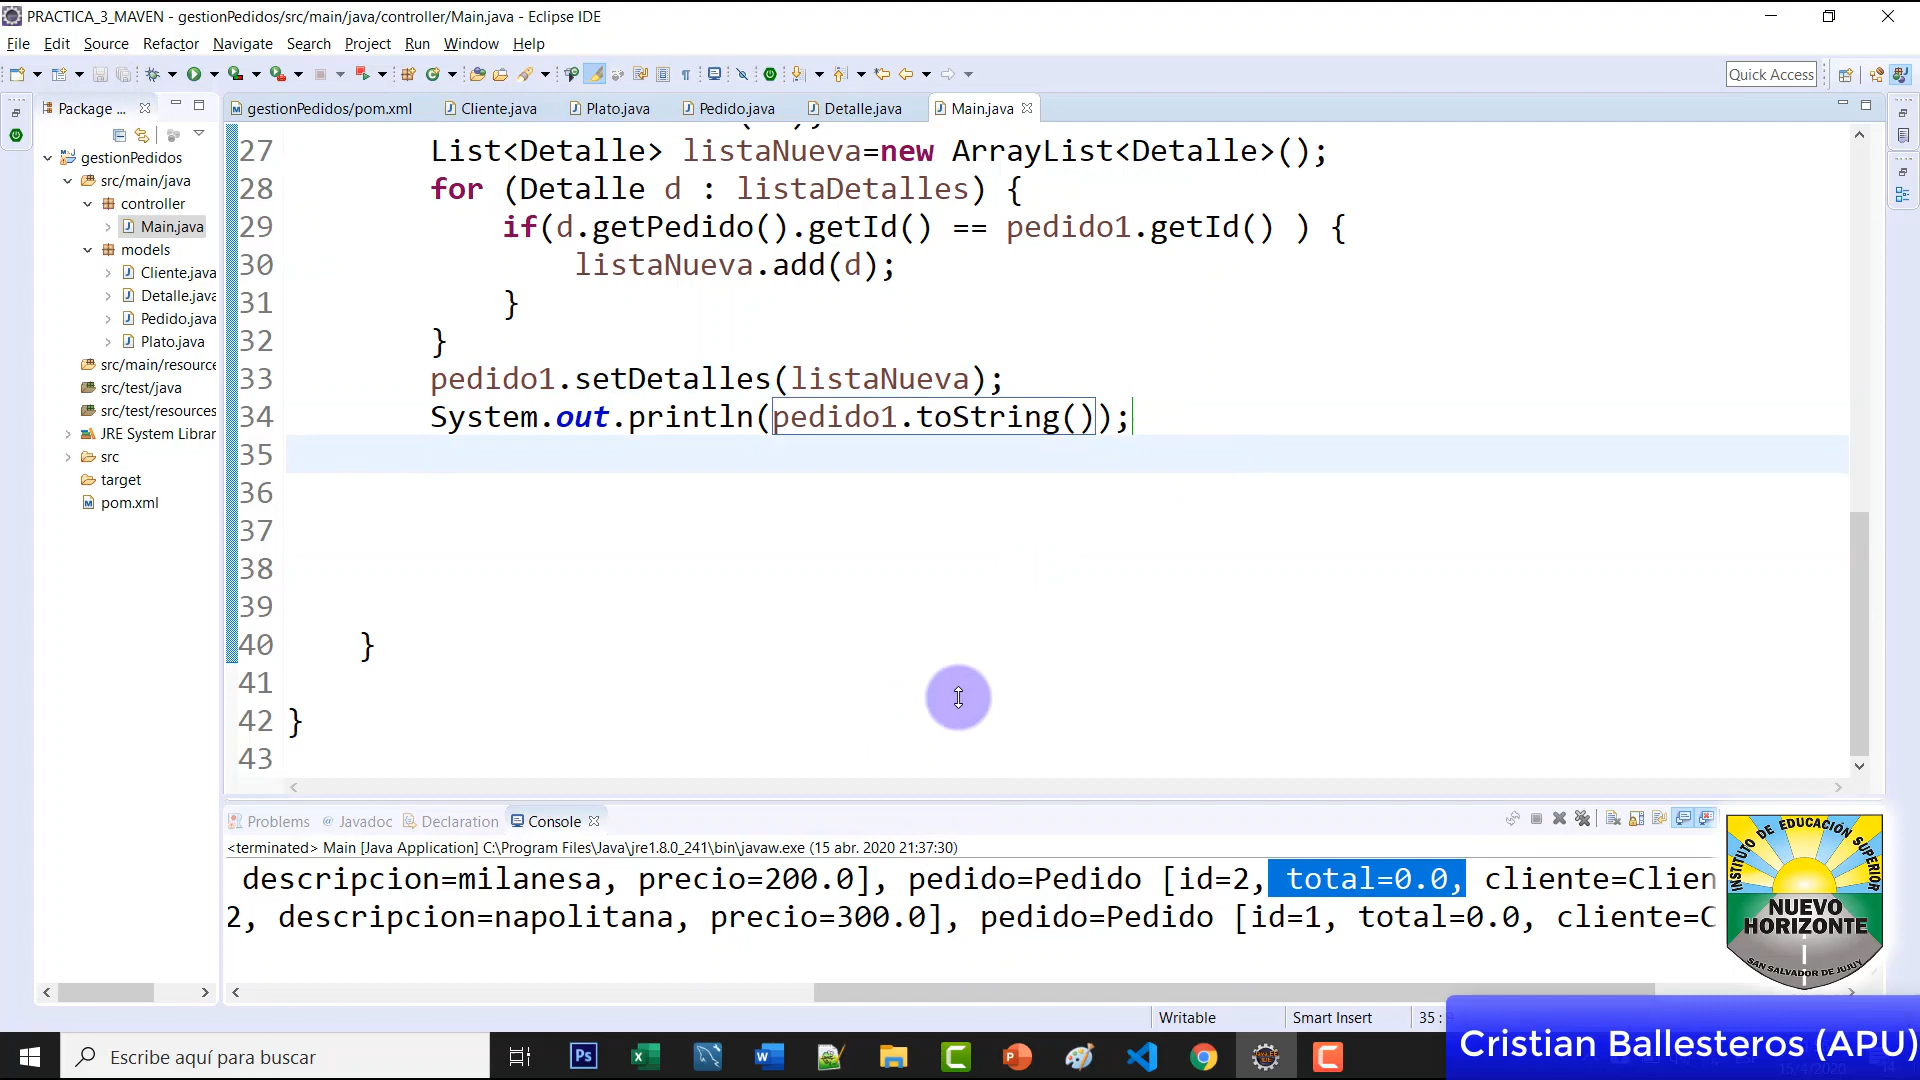 PRACTICA_3_MAVEN - gestionPedidos/src/main/java/controller/Main.java - Eclipse IDE
File Edit Source Refactor Navigate Search Project Run Window Help
Quick Access
Package ... gestionPedidos/pom.xml Cliente.java Plato.java Pedido.java Detalle.java Main.java
gestionPedidos
src/main/java
controller
Main.java
models
Cliente.java
Detalle.java
Pedido.java
Plato.java
src/main/resource
src/test/java
src/test/resources
JRE System Librar
src
target
pom.xml
27 List<Detalle> listaNueva=new ArrayList<Detalle>();
28 for (Detalle d : listaDetalles) {
29 if(d.getPedido().getId() == pedido1.getId() ) {
30 listaNueva.add(d);
31 }
32 }
33 pedido1.setDetalles(listaNueva);
34 System.out.println(pedido1.toString());
35
36
37
38
39
40 }
41
42 }
43
Problems @ Javadoc Declaration Console
<terminated> Main [Java Application] C:\Program Files\Java\jre1.8.0_241\bin\javaw.exe (15 abr. 2020 21:37:30)
descripcion=milanesa, precio=200.0], pedido=Pedido [id=2, total=0.0, cliente=Clien
2, descripcion=napolitana, precio=300.0], pedido=Pedido [id=1, total=0.0, cliente=C
INSTITUTO DE EDUCACIÓN SUPERIOR
NUEVO
HORIZONTE
SAN SALVADOR DE JUJUY
Writable Smart Insert 35 :
Cristian Ballesteros (APU)
Escribe aquí para buscar